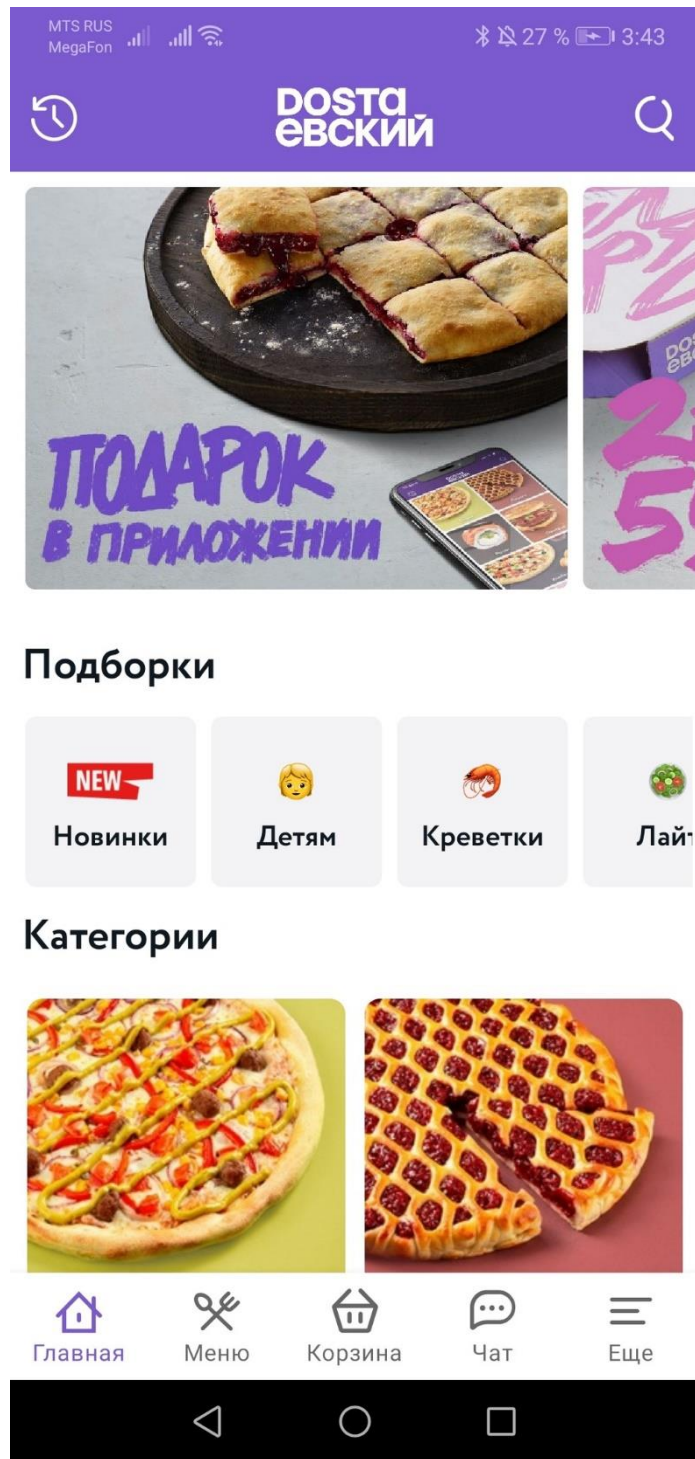 MTS RUS
MegaFon
27 % 3:43
DOSTA
ЕВСКИЙ
ПОДАРОК
В ПРИЛОЖЕНИИ
Подборки
NEW
Новинки
Детям
Креветки
Категории
Главная
Меню
Корзина
Чат
Еще